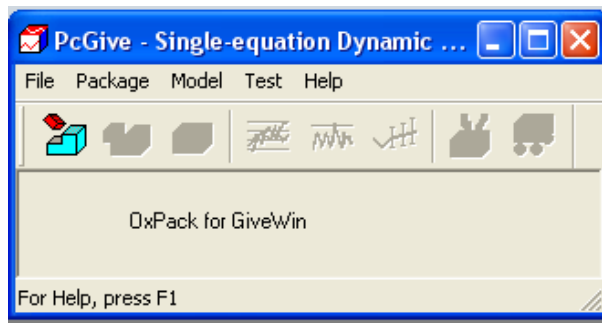 PcGive - Single-equation Dynamic ...
File Package Model Test Help
OxPack for GiveWin
For Help, press F1